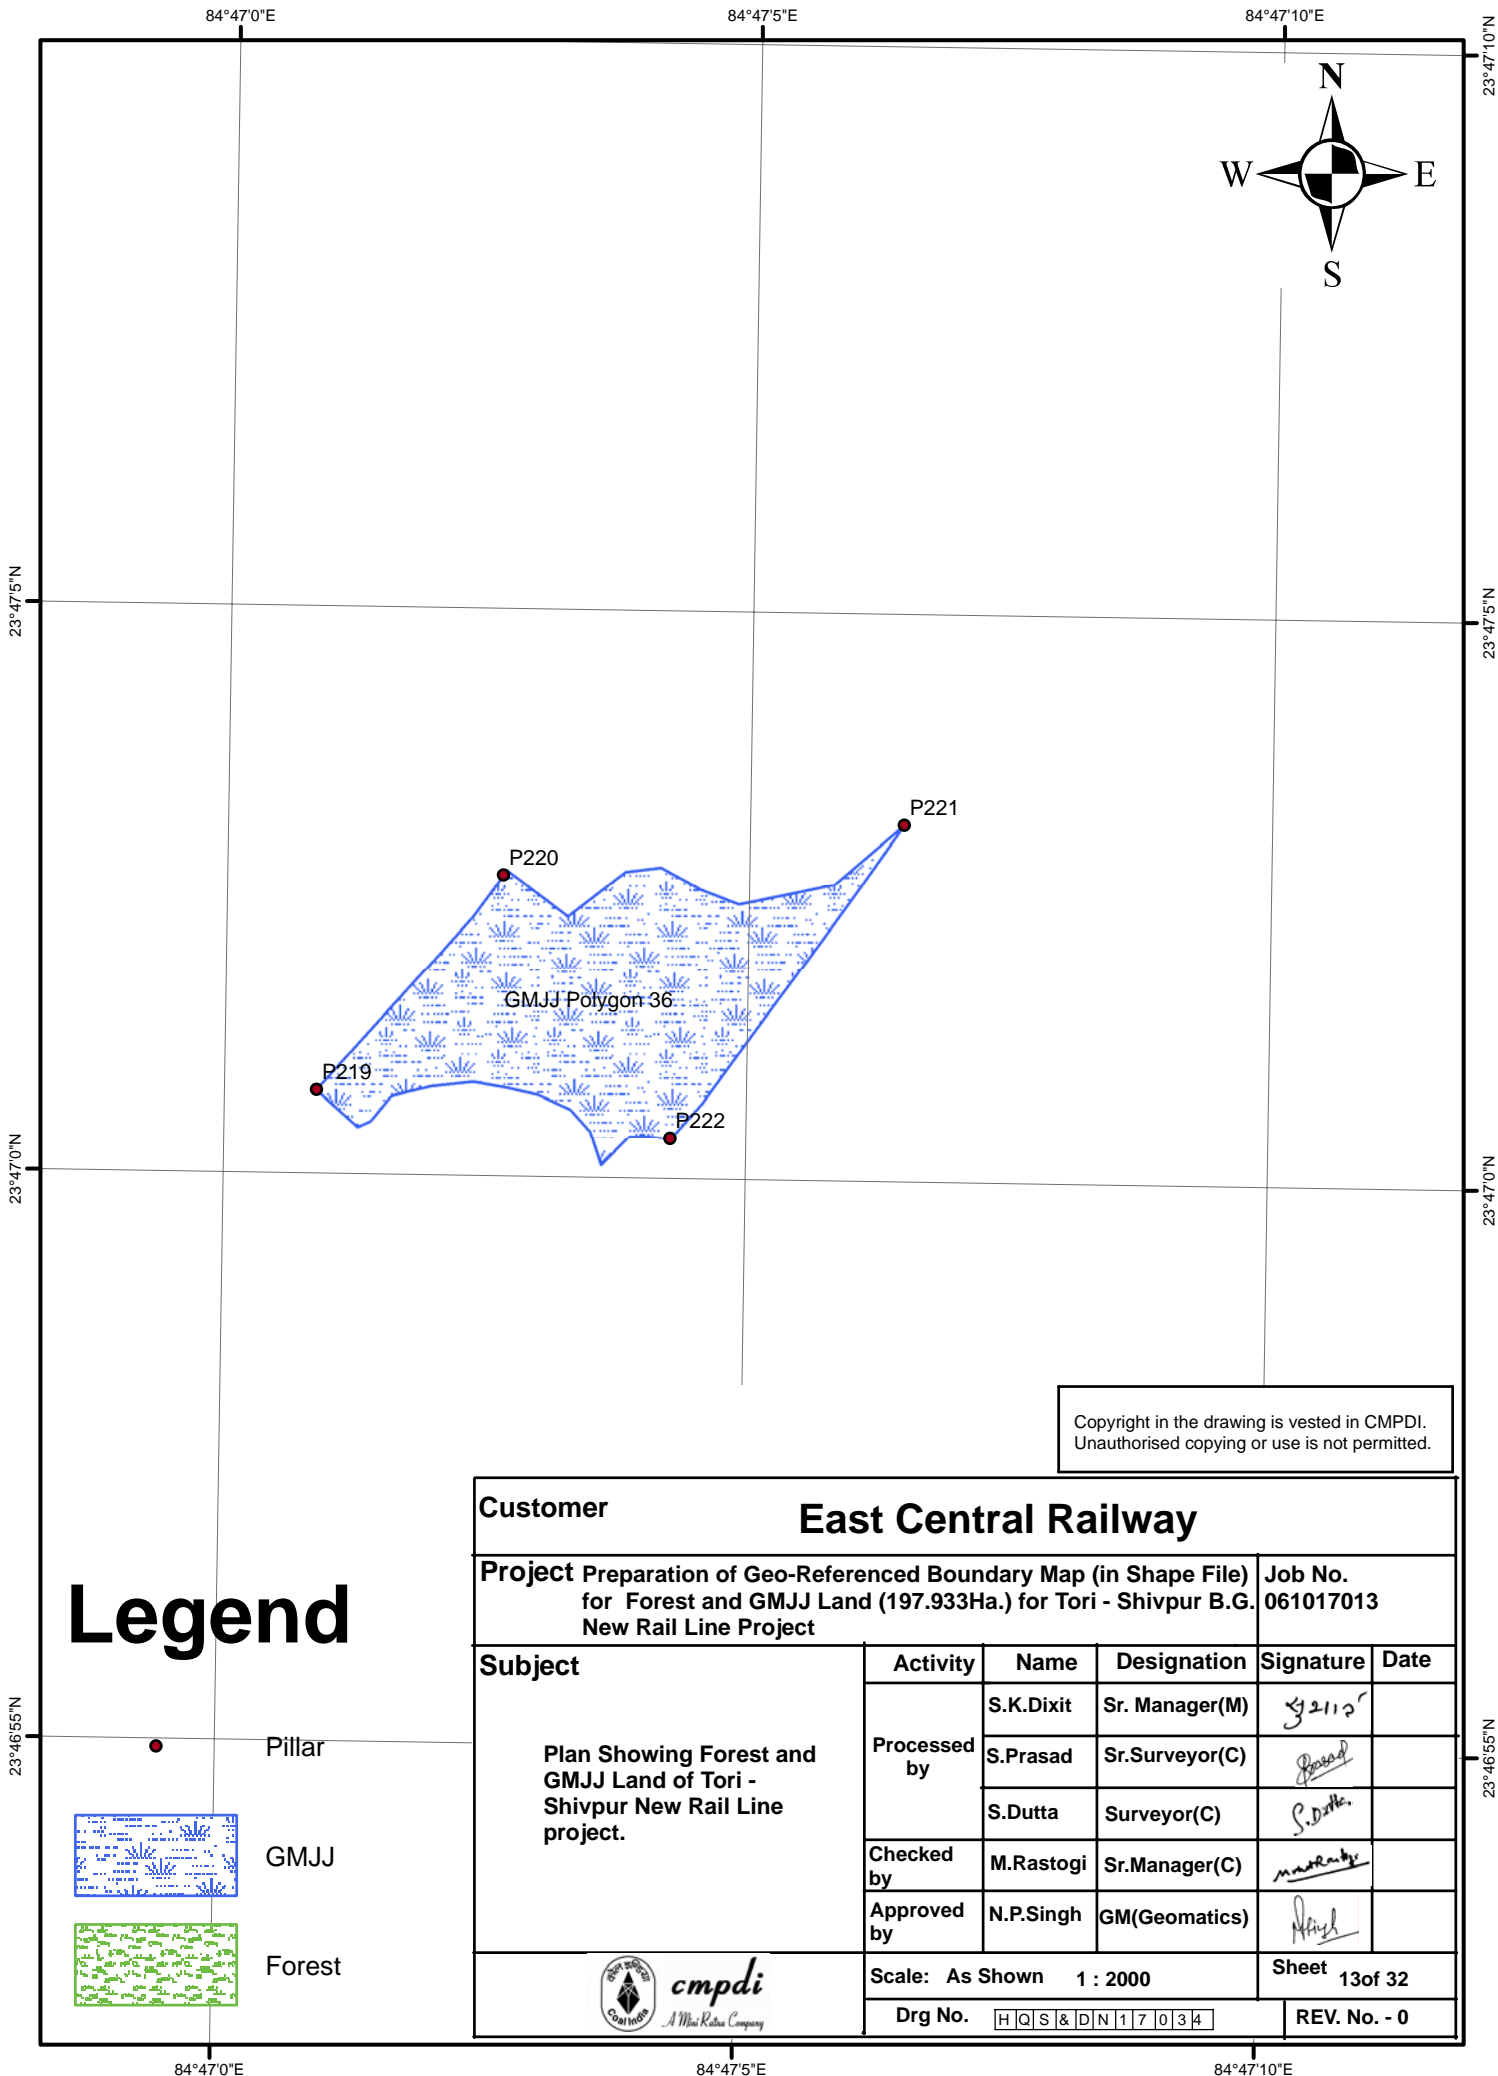 84°47'0"E 84°47'5"E 84°47'10"E
23°47'10"N
N
W E
S
23°47'5"N 23°47'5"N
P221
P220
GMJJ Polygon 36
P219
P222
23°47'0"N 23°47'0"N
Copyright in the drawing is vested in CMPDI.
Unauthorised copying or use is not permitted.
Customer East Central Railway
Project Preparation of Geo-Referenced Boundary Map (in Shape File)
for Forest and GMJJ Land (197.933Ha.) for Tori - Shivpur B.G.
New Rail Line Project
Job No.
061017013
Legend
Pillar
GMJJ
Forest
23°46'55"N 23°46'55"N
Subject
Plan Showing Forest and
GMJJ Land of Tori -
Shivpur New Rail Line
project.
Activity Name Designation Signature Date
Processed
by
S.K.Dixit Sr. Manager(M)
S.Prasad Sr.Surveyor(C) Prasad
S.Dutta Surveyor(C) S.Dutta.
Checked
by
M.Rastogi Sr.Manager(C)
Approved
by
N.P.Singh GM(Geomatics)
Coal India
cmpdi
A Mini Ratna Company
Scale: As Shown 1 : 2000
Sheet 13of 32
Drg No. HQS&DN17034
REV. No. - 0
84°47'0"E 84°47'5"E 84°47'10"E